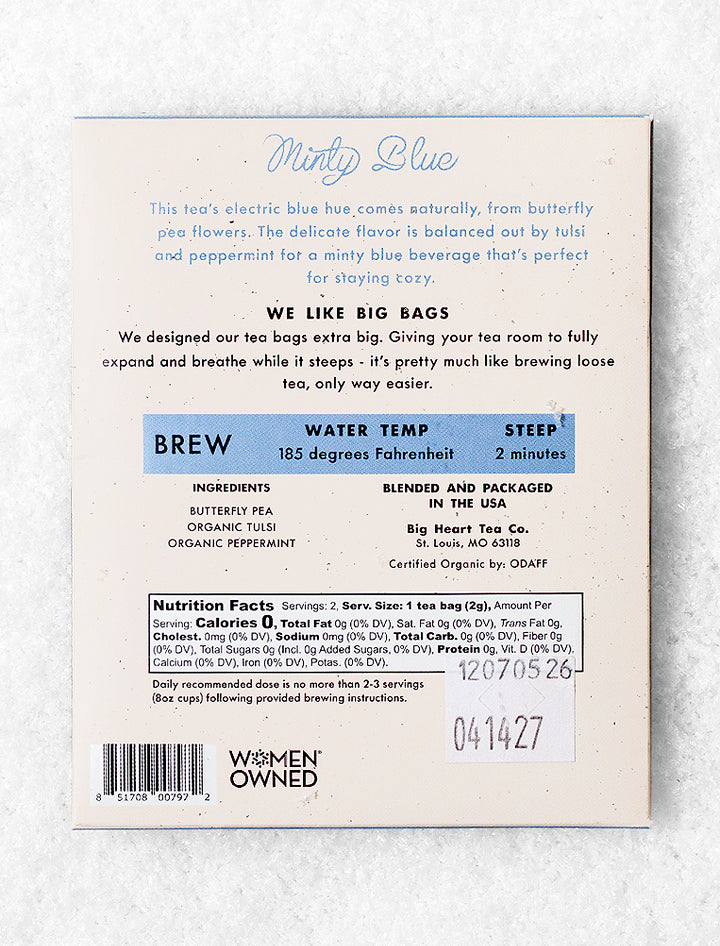 Minty Blue
This tea's electric blue hue comes naturally, from butterfly
pea flowers. The delicate flavor is balanced out by tulsi
and peppermint for a minty blue beverage that's perfect
for staying cozy.
WE LIKE BIG BAGS
We designed our tea bags extra big. Giving your tea room to fully
expand and breathe while it steeps - it's pretty much like brewing loose
tea, only way easier.
BREW
WATER TEMP
185 degrees Fahrenheit
STEEP
2 minutes
INGREDIENTS
BUTTERFLY PEA
ORGANIC TULSI
ORGANIC PEPPERMINT
BLENDED AND PACKAGED
IN THE USA
Big Heart Tea Co.
St. Louis, MO 63118
Certified Organic by: ODAFF
Nutrition Facts Servings: 2, Serv. Size: 1 tea bag (2g), Amount Per
Serving: Calories 0, Total Fat 0g (0% DV), Sat. Fat 0g (0% DV), Trans Fat 0g,
Cholest. 0mg (0% DV), Sodium 0mg (0% DV), Total Carb. 0g (0% DV), Fiber 0g
(0% DV), Total Sugars 0g (Incl. 0g Added Sugars, 0% DV), Protein 0g, Vit. D (0% DV),
Calcium (0% DV), Iron (0% DV), Potas. (0% DV).
Daily recommended dose is no more than 2-3 servings
(8oz cups) following provided brewing instructions.
12070526
041427
8 51708 00797 2
WOMEN
OWNED